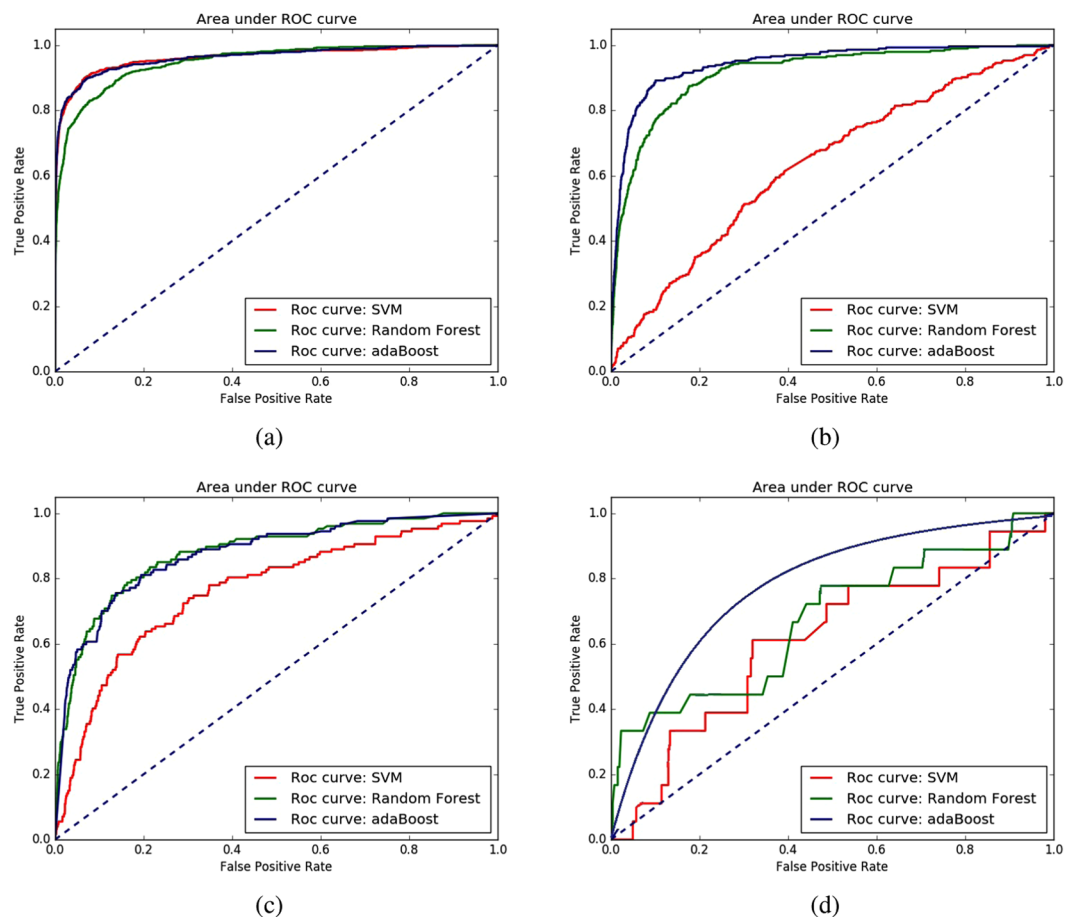 Area under ROC curve
True Positive Rate
1.0
0.8
0.6
0.4
0.2
0.0
Roc curve: SVM
Roc curve: Random Forest
Roc curve: adaBoost
0.0 0.2 0.4 0.6 0.8 1.0
False Positive Rate
(a)
Area under ROC curve
True Positive Rate
1.0
0.8
0.6
0.4
0.2
0.0
Roc curve: SVM
Roc curve: Random Forest
Roc curve: adaBoost
0.0 0.2 0.4 0.6 0.8 1.0
False Positive Rate
(b)
Area under ROC curve
True Positive Rate
1.0
0.8
0.6
0.4
0.2
0.0
Roc curve: SVM
Roc curve: Random Forest
Roc curve: adaBoost
0.0 0.2 0.4 0.6 0.8 1.0
False Positive Rate
(c)
Area under ROC curve
True Positive Rate
1.0
0.8
0.6
0.4
0.2
0.0
Roc curve: SVM
Roc curve: Random Forest
Roc curve: adaBoost
0.0 0.2 0.4 0.6 0.8 1.0
False Positive Rate
(d)